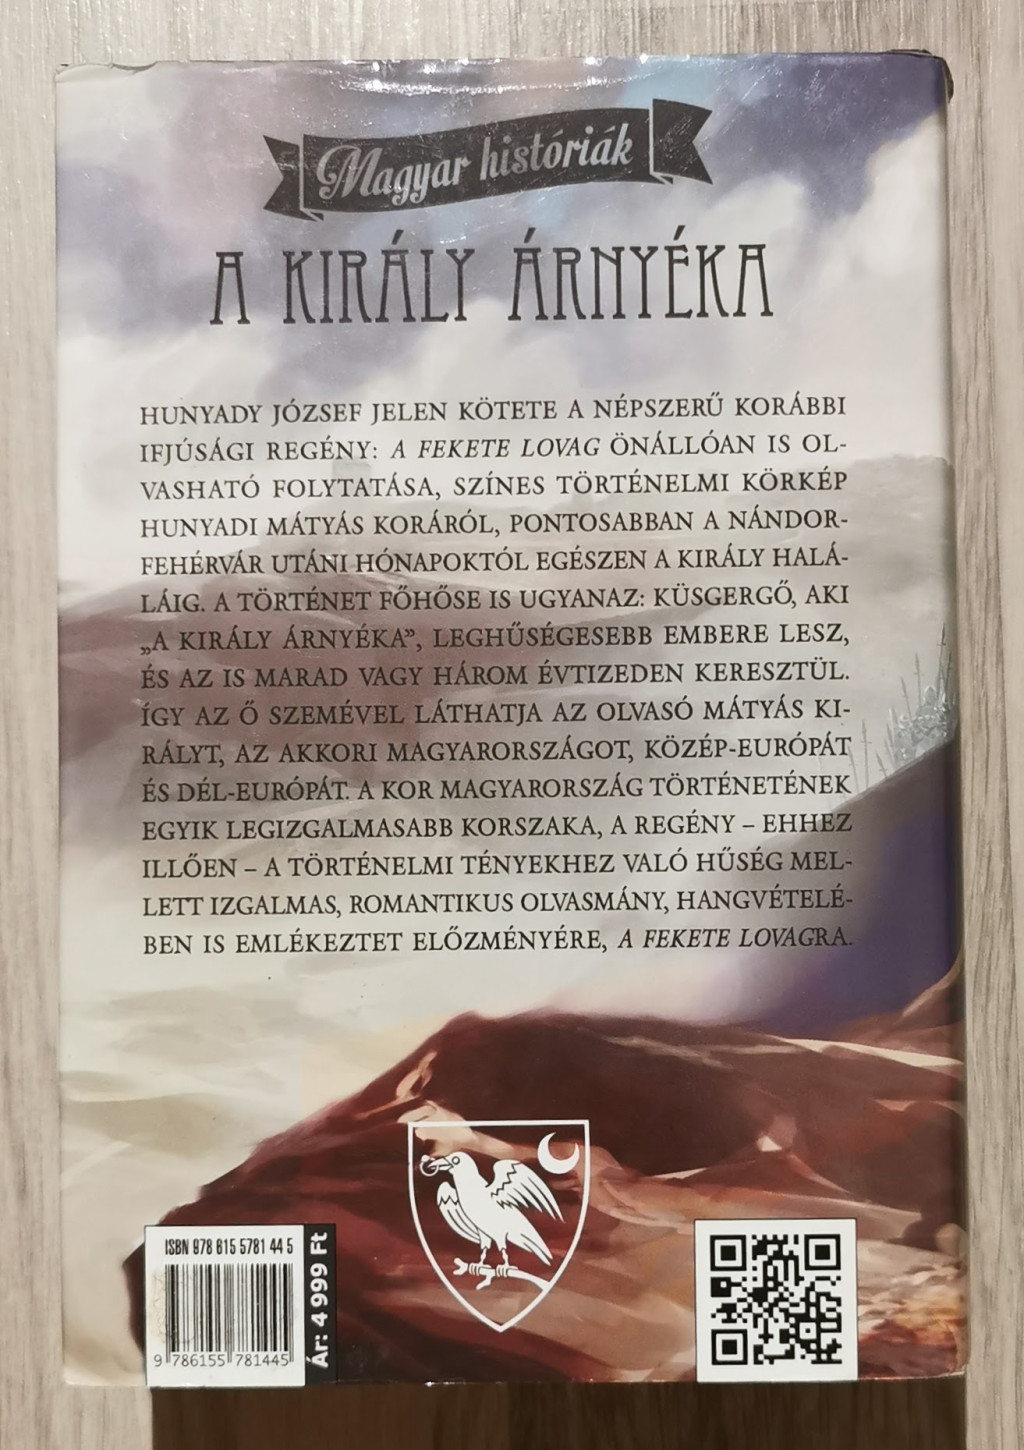 Magyar históriák
A KIRÁLY ÁRNYÉKA
HUNYADY JÓZSEF JELEN KÖTETE A NÉPSZERŰ KORÁBBI
IFJÚSÁGI REGÉNY: A FEKETE LOVAG ÖNÁLLÓAN IS OL-
VASHATÓ FOLYTATÁSA, SZÍNES TÖRTÉNELMI KÖRKÉP
HUNYADI MÁTYÁS KORÁRÓL, PONTOSABBAN A NÁNDOR-
FEHÉRVÁR UTÁNI HÓNAPOKTÓL EGÉSZEN A KIRÁLY HALÁ-
LÁIG. A TÖRTÉNET FŐHŐSE IS UGYANAZ: KÜSGERGŐ, AKI
„A KIRÁLY ÁRNYÉKA”, LEGHŰSÉGESEBB EMBERE LESZ,
ÉS AZ IS MARAD VAGY HÁROM ÉVTIZEDEN KERESZTÜL.
ÍGY AZ Ő SZEMÉVEL LÁTHATJA AZ OLVASÓ MÁTYÁS KI-
RÁLYT, AZ AKKORI MAGYARORSZÁGOT, KÖZÉP-EURÓPÁT
ÉS DÉL-EURÓPÁT. A KOR MAGYARORSZÁG TÖRTÉNETÉNEK
EGYIK LEGIZGALMASABB KORSZAKA, A REGÉNY – EHHEZ
ILLŐEN – A TÖRTÉNELMI TÉNYEKHEZ VALÓ HŰSÉG MEL-
LETT IZGALMAS, ROMANTIKUS OLVASMÁNY, HANGVÉTELÉ-
BEN IS EMLÉKEZTET ELŐZMÉNYÉRE, A FEKETE LOVAGRA.
ISBN 978 615 5781 44 5
9 786155 781445
Ár: 4 999 Ft